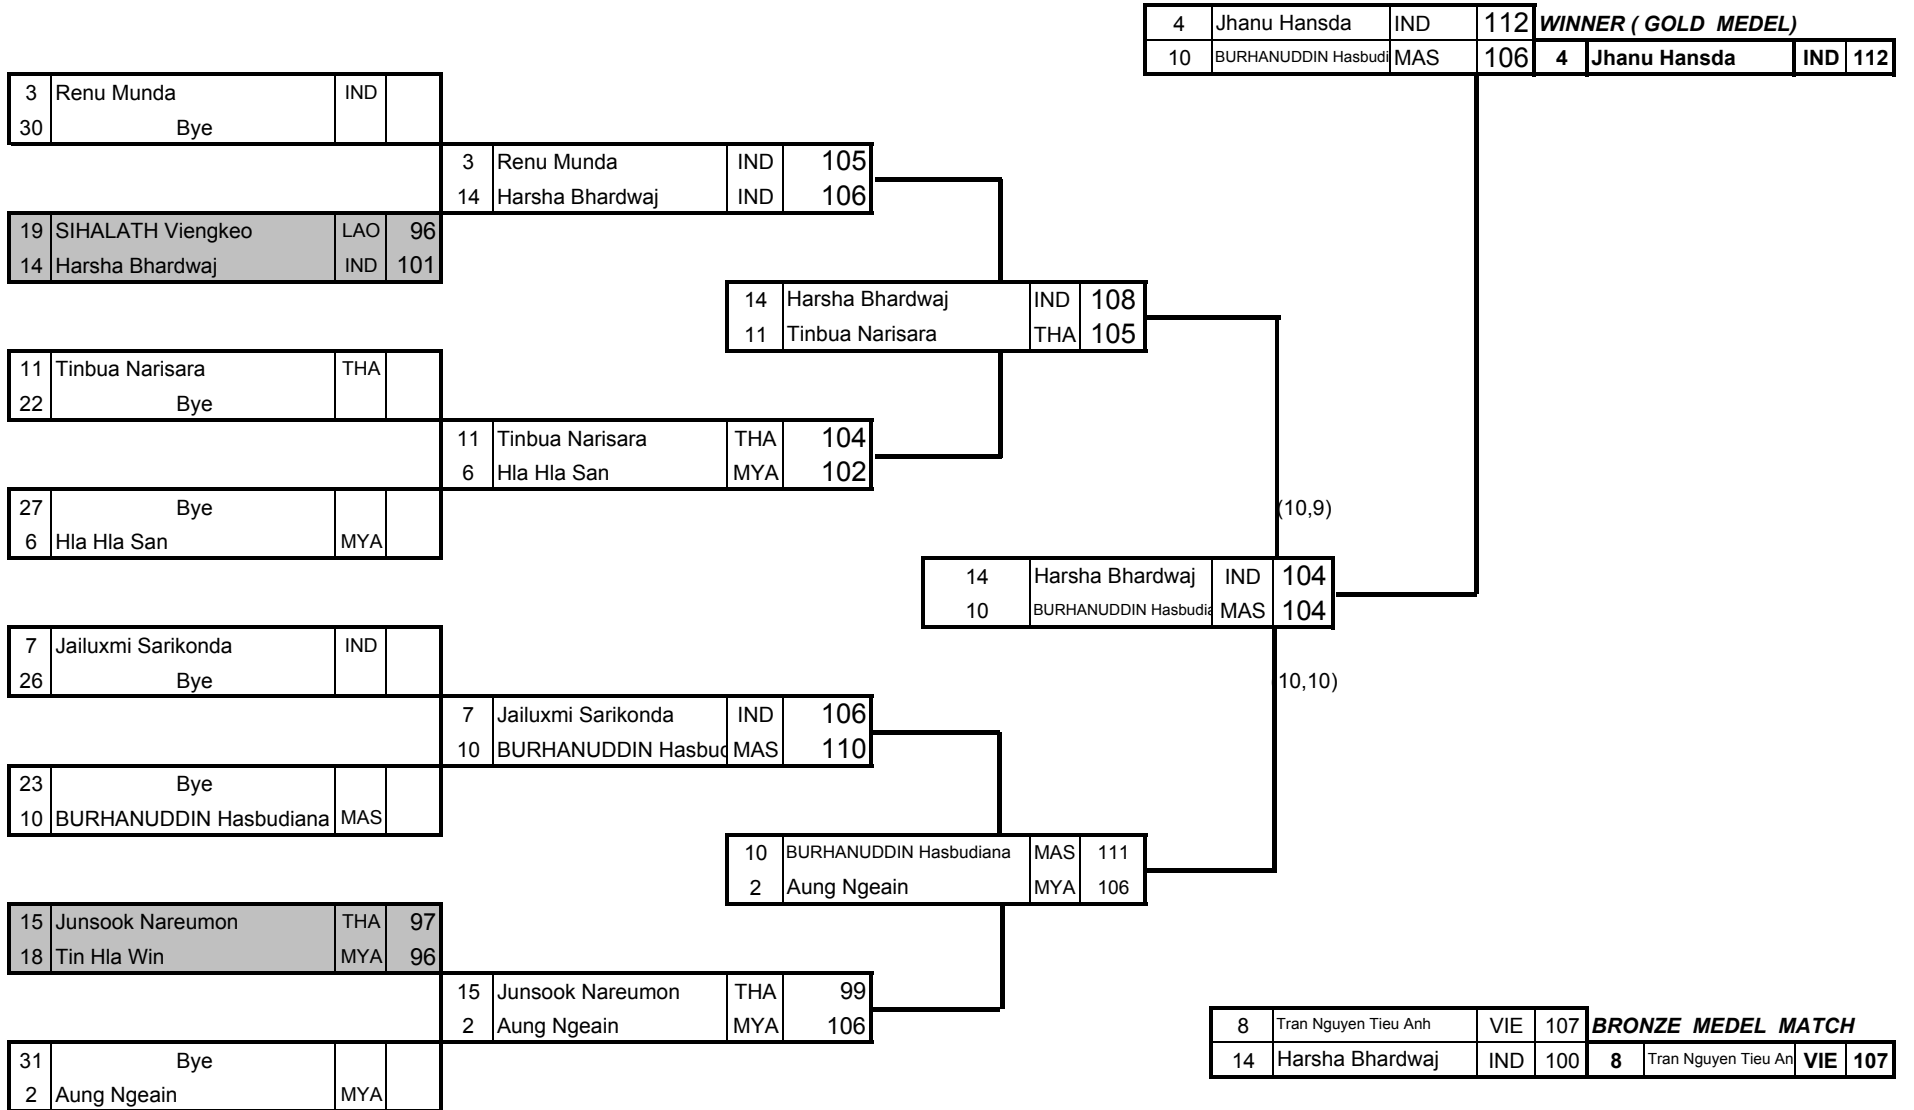 4 Jhanu Hansda IND 112 WINNER ( GOLD MEDEL)
10 BURHANUDDIN Hasbudi MAS 106 4 Jhanu Hansda IND 112
3 Renu Munda IND
30 Bye
3 Renu Munda IND 105
14 Harsha Bhardwaj IND 106
19 SIHALATH Viengkeo LAO 96
14 Harsha Bhardwaj IND 101
14 Harsha Bhardwaj IND 108
11 Tinbua Narisara THA 105
11 Tinbua Narisara THA
22 Bye
11 Tinbua Narisara THA 104
6 Hla Hla San MYA 102
27 Bye
(10,9)
6 Hla Hla San MYA
14 Harsha Bhardwaj IND 104
10 BURHANUDDIN Hasbudia MAS 104
7 Jailuxmi Sarikonda IND
26 Bye
10,10)
7 Jailuxmi Sarikonda IND 106
10 BURHANUDDIN Hasbud MAS 110
23 Bye
10 BURHANUDDIN Hasbudiana MAS
10 BURHANUDDIN Hasbudiana MAS 111
2 Aung Ngeain MYA 106
15 Junsook Nareumon THA 97
18 Tin Hla Win MYA 96
15 Junsook Nareumon THA 99
2 Aung Ngeain MYA 106
8 Tran Nguyen Tieu Anh VIE 107 BRONZE MEDEL MATCH
14 Harsha Bhardwaj IND 100 8 Tran Nguyen Tieu An VIE 107
31 Bye
2 Aung Ngeain MYA